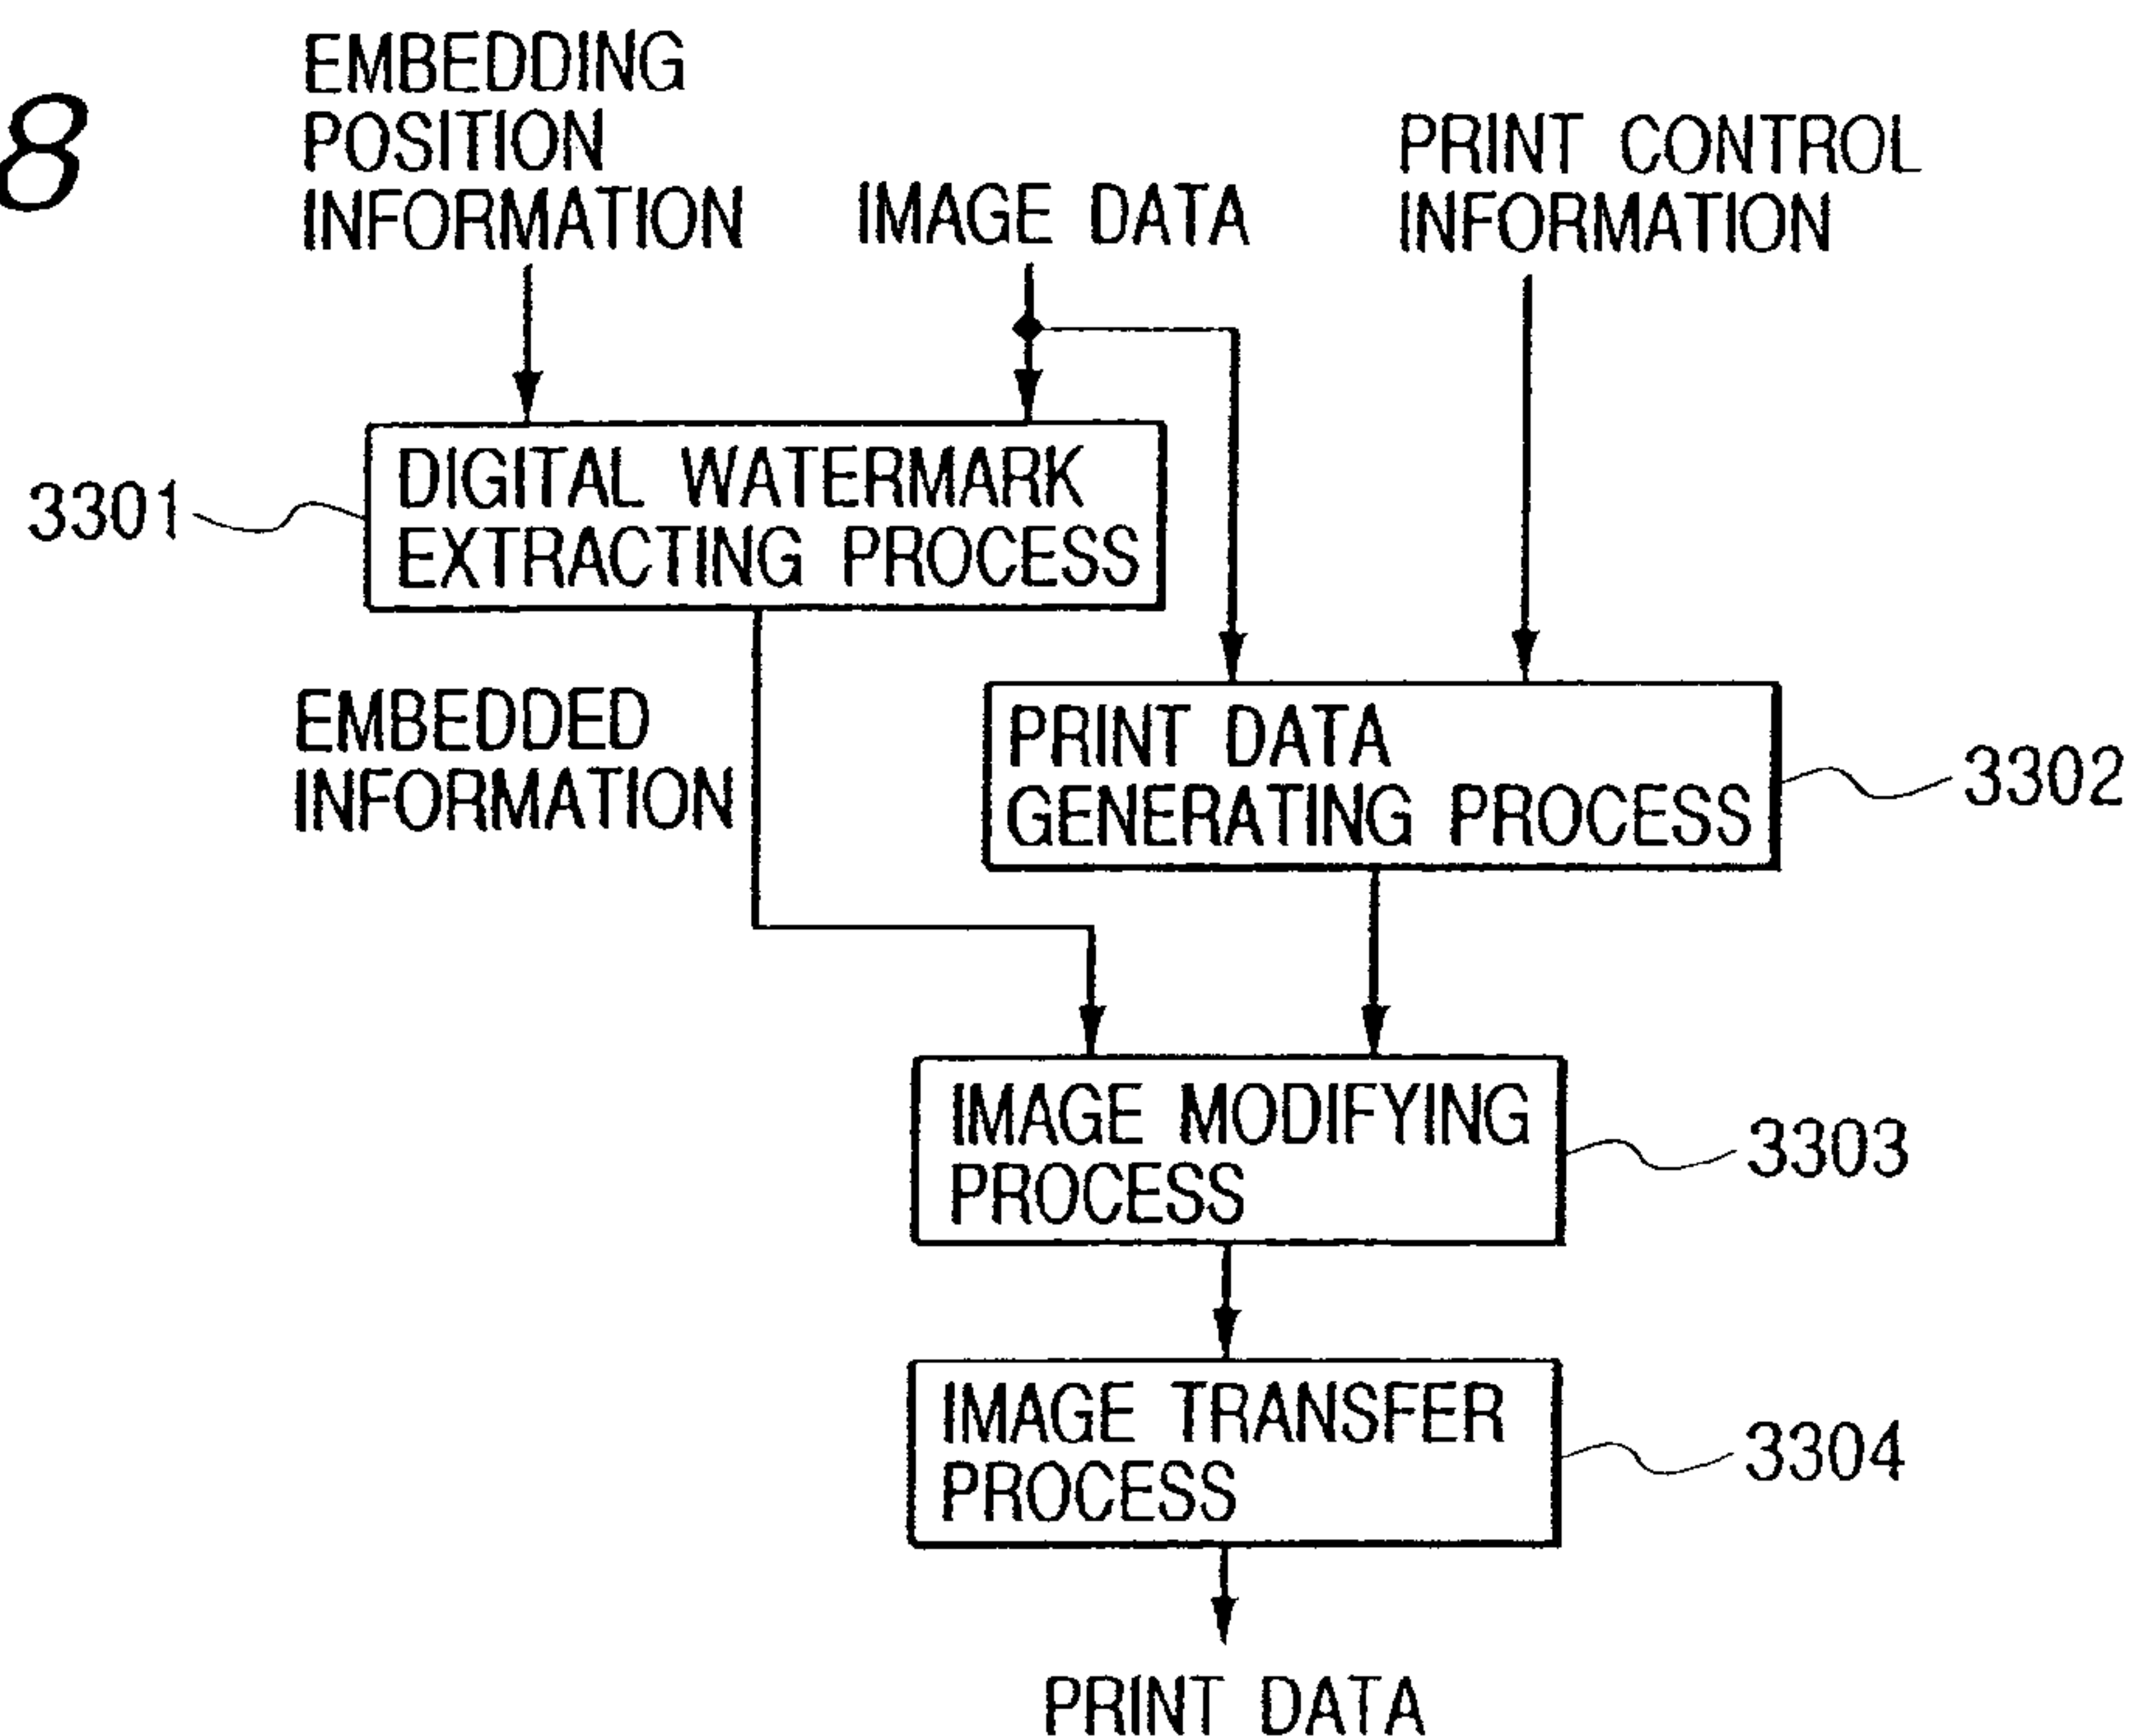 8
EMBEDDING
POSITION
INFORMATION
IMAGE DATA
PRINT CONTROL
INFORMATION
3301
DIGITAL WATERMARK
EXTRACTING PROCESS
EMBEDDED
INFORMATION
PRINT DATA
GENERATING PROCESS
3302
IMAGE MODIFYING
PROCESS
3303
IMAGE TRANSFER
PROCESS
3304
PRINT DATA